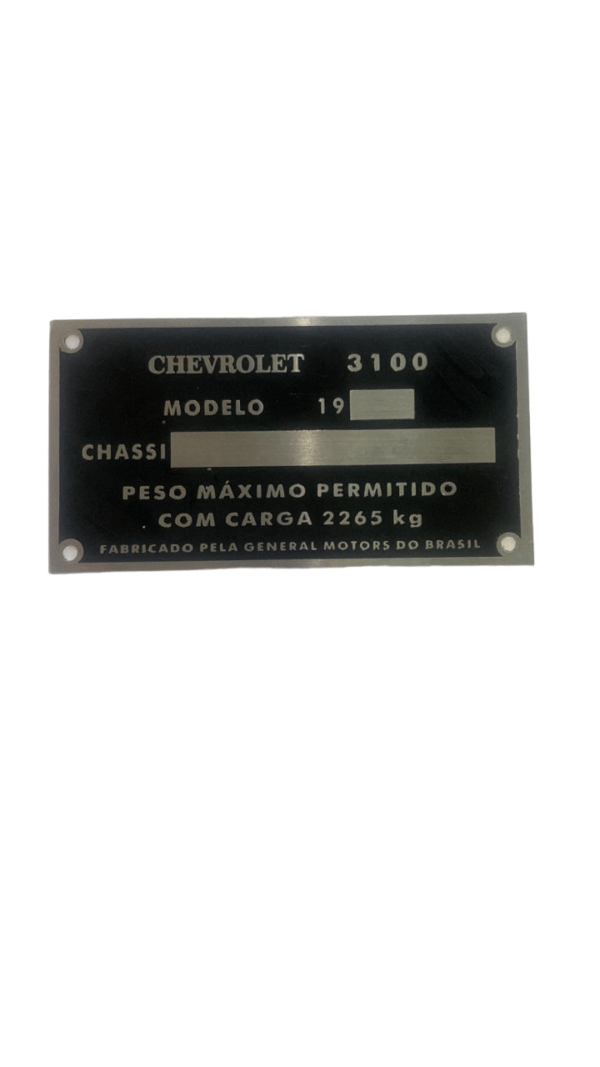 CHEVROLET 3100
MODELO 19
CHASSI
PESO MÁXIMO PERMITIDO
COM CARGA 2265 kg
FABRICADO PELA GENERAL MOTORS DO BRASIL